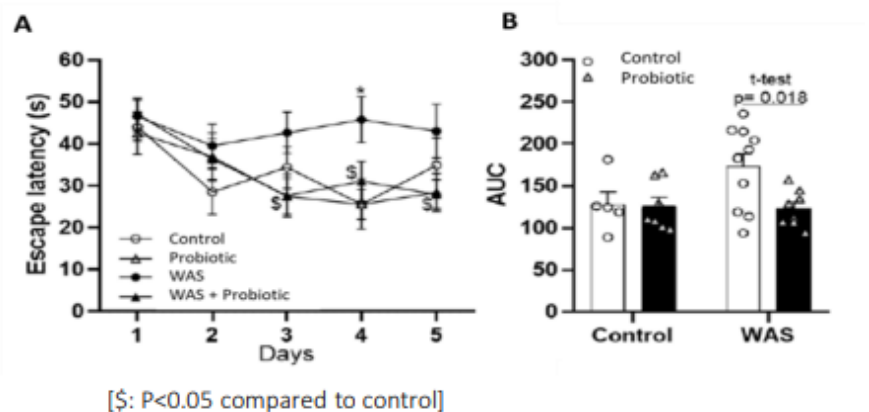 A
Escape latency (s)
60
50
40
30
20
10
0
*
$
$
$
Control
Probiotic
WAS
WAS + Probiotic
1 2 3 4 5
Days
B
AUC
300
250
200
150
100
50
0
Control
Probiotic
t-test
p= 0.018
Control WAS
[$: P<0.05 compared to control]